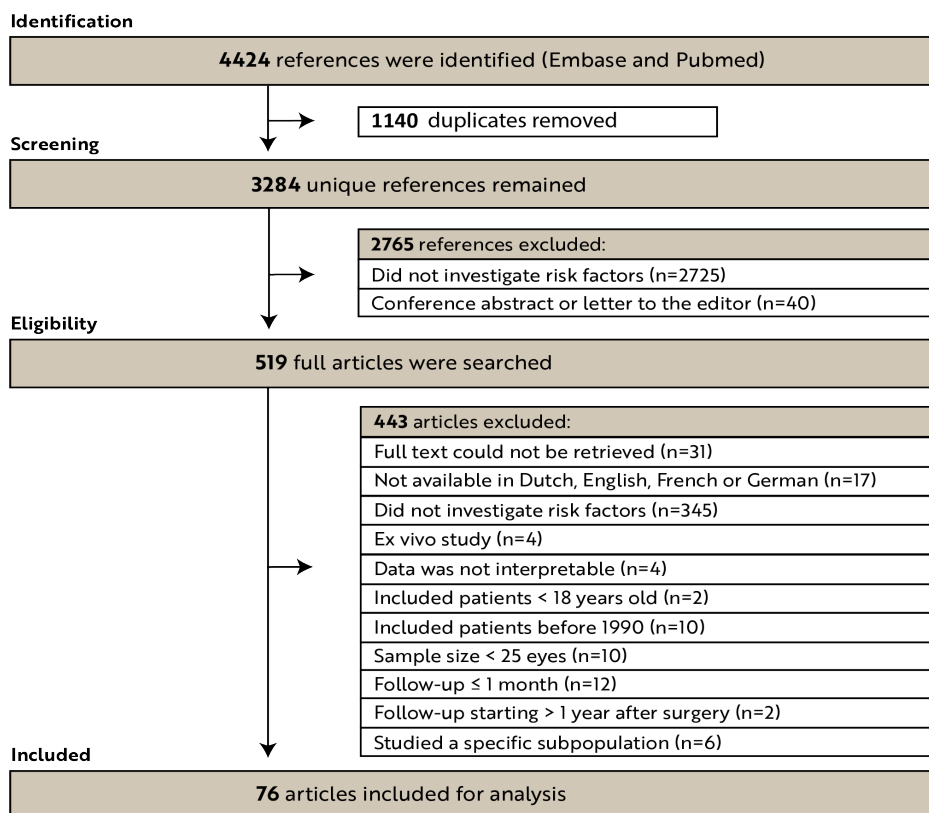 Identification
4424 references were identified (Embase and Pubmed)
1140 duplicates removed
Screening
3284 unique references remained
2765 references excluded:
Did not investigate risk factors (n=2725)
Conference abstract or letter to the editor (n=40)
Eligibility
519 full articles were searched
443 articles excluded:
Full text could not be retrieved (n=31)
Not available in Dutch, English, French or German (n=17)
Did not investigate risk factors (n=345)
Ex vivo study (n=4)
Data was not interpretable (n=4)
Included patients < 18 years old (n=2)
Included patients before 1990 (n=10)
Sample size < 25 eyes (n=10)
Follow-up ≤ 1 month (n=12)
Follow-up starting > 1 year after surgery (n=2)
Studied a specific subpopulation (n=6)
Included
76 articles included for analysis